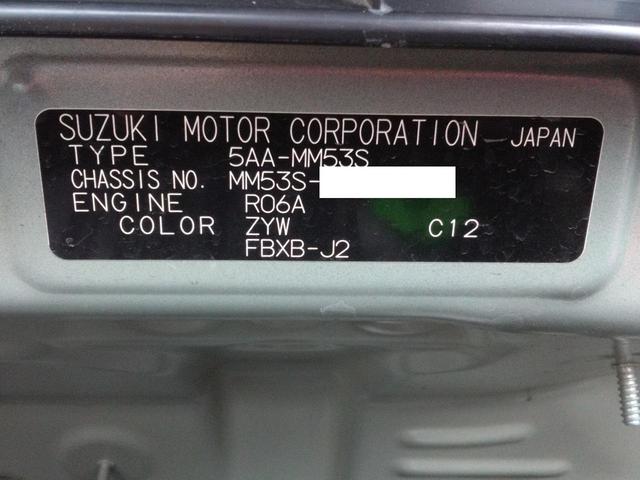 SUZUKI MOTOR CORPORATION JAPAN
TYPE 5AA-MM53S
CHASSIS NO. MM53S-
ENGINE R06A
COLOR ZYW C12
FBXB-J2